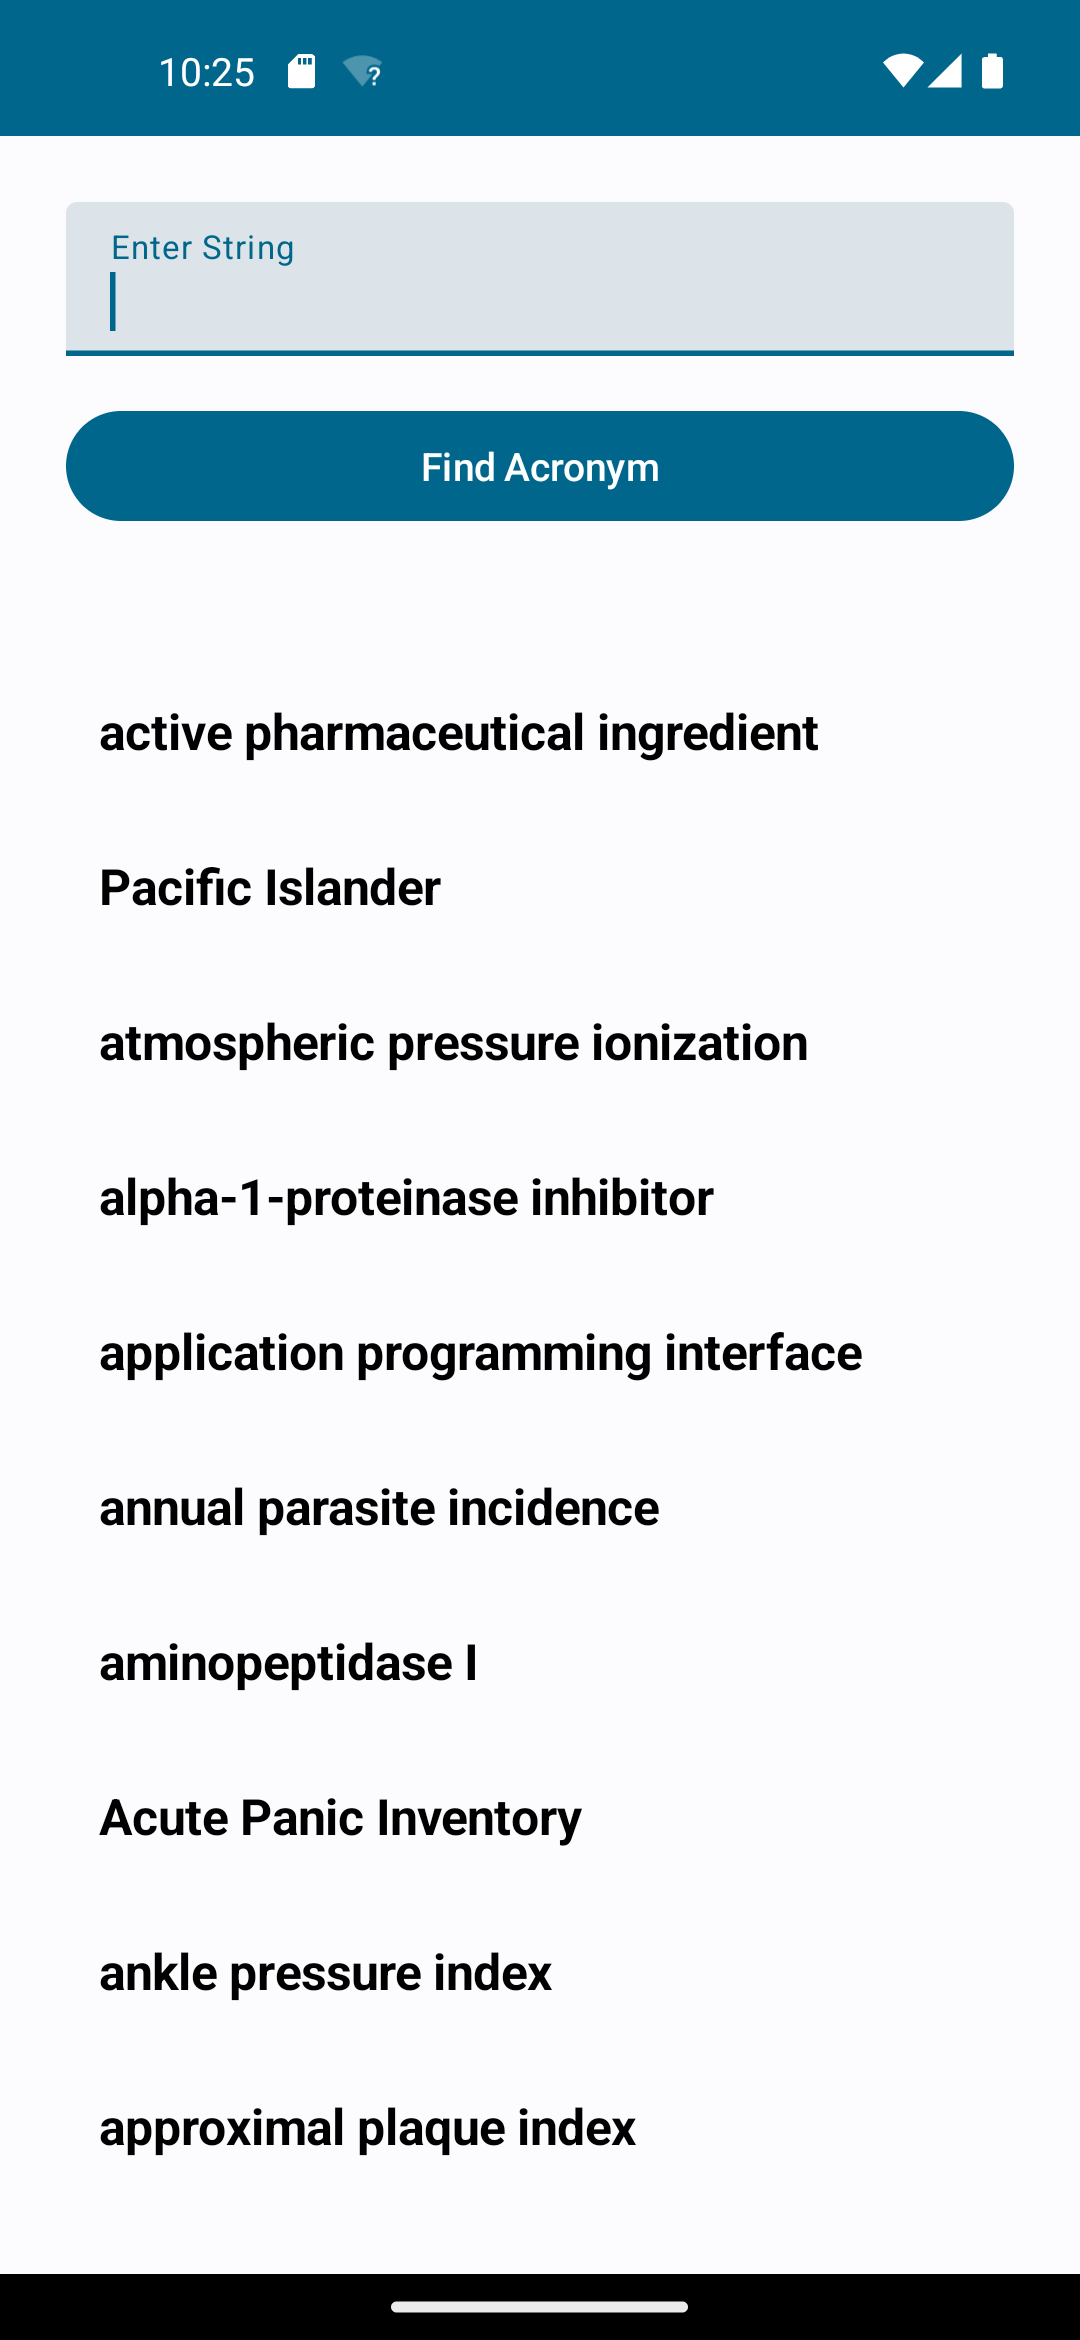 10:25
Enter String
Find Acronym
active pharmaceutical ingredient
Pacific Islander
atmospheric pressure ionization
alpha-1-proteinase inhibitor
application programming interface
annual parasite incidence
aminopeptidase I
Acute Panic Inventory
ankle pressure index
approximal plaque index